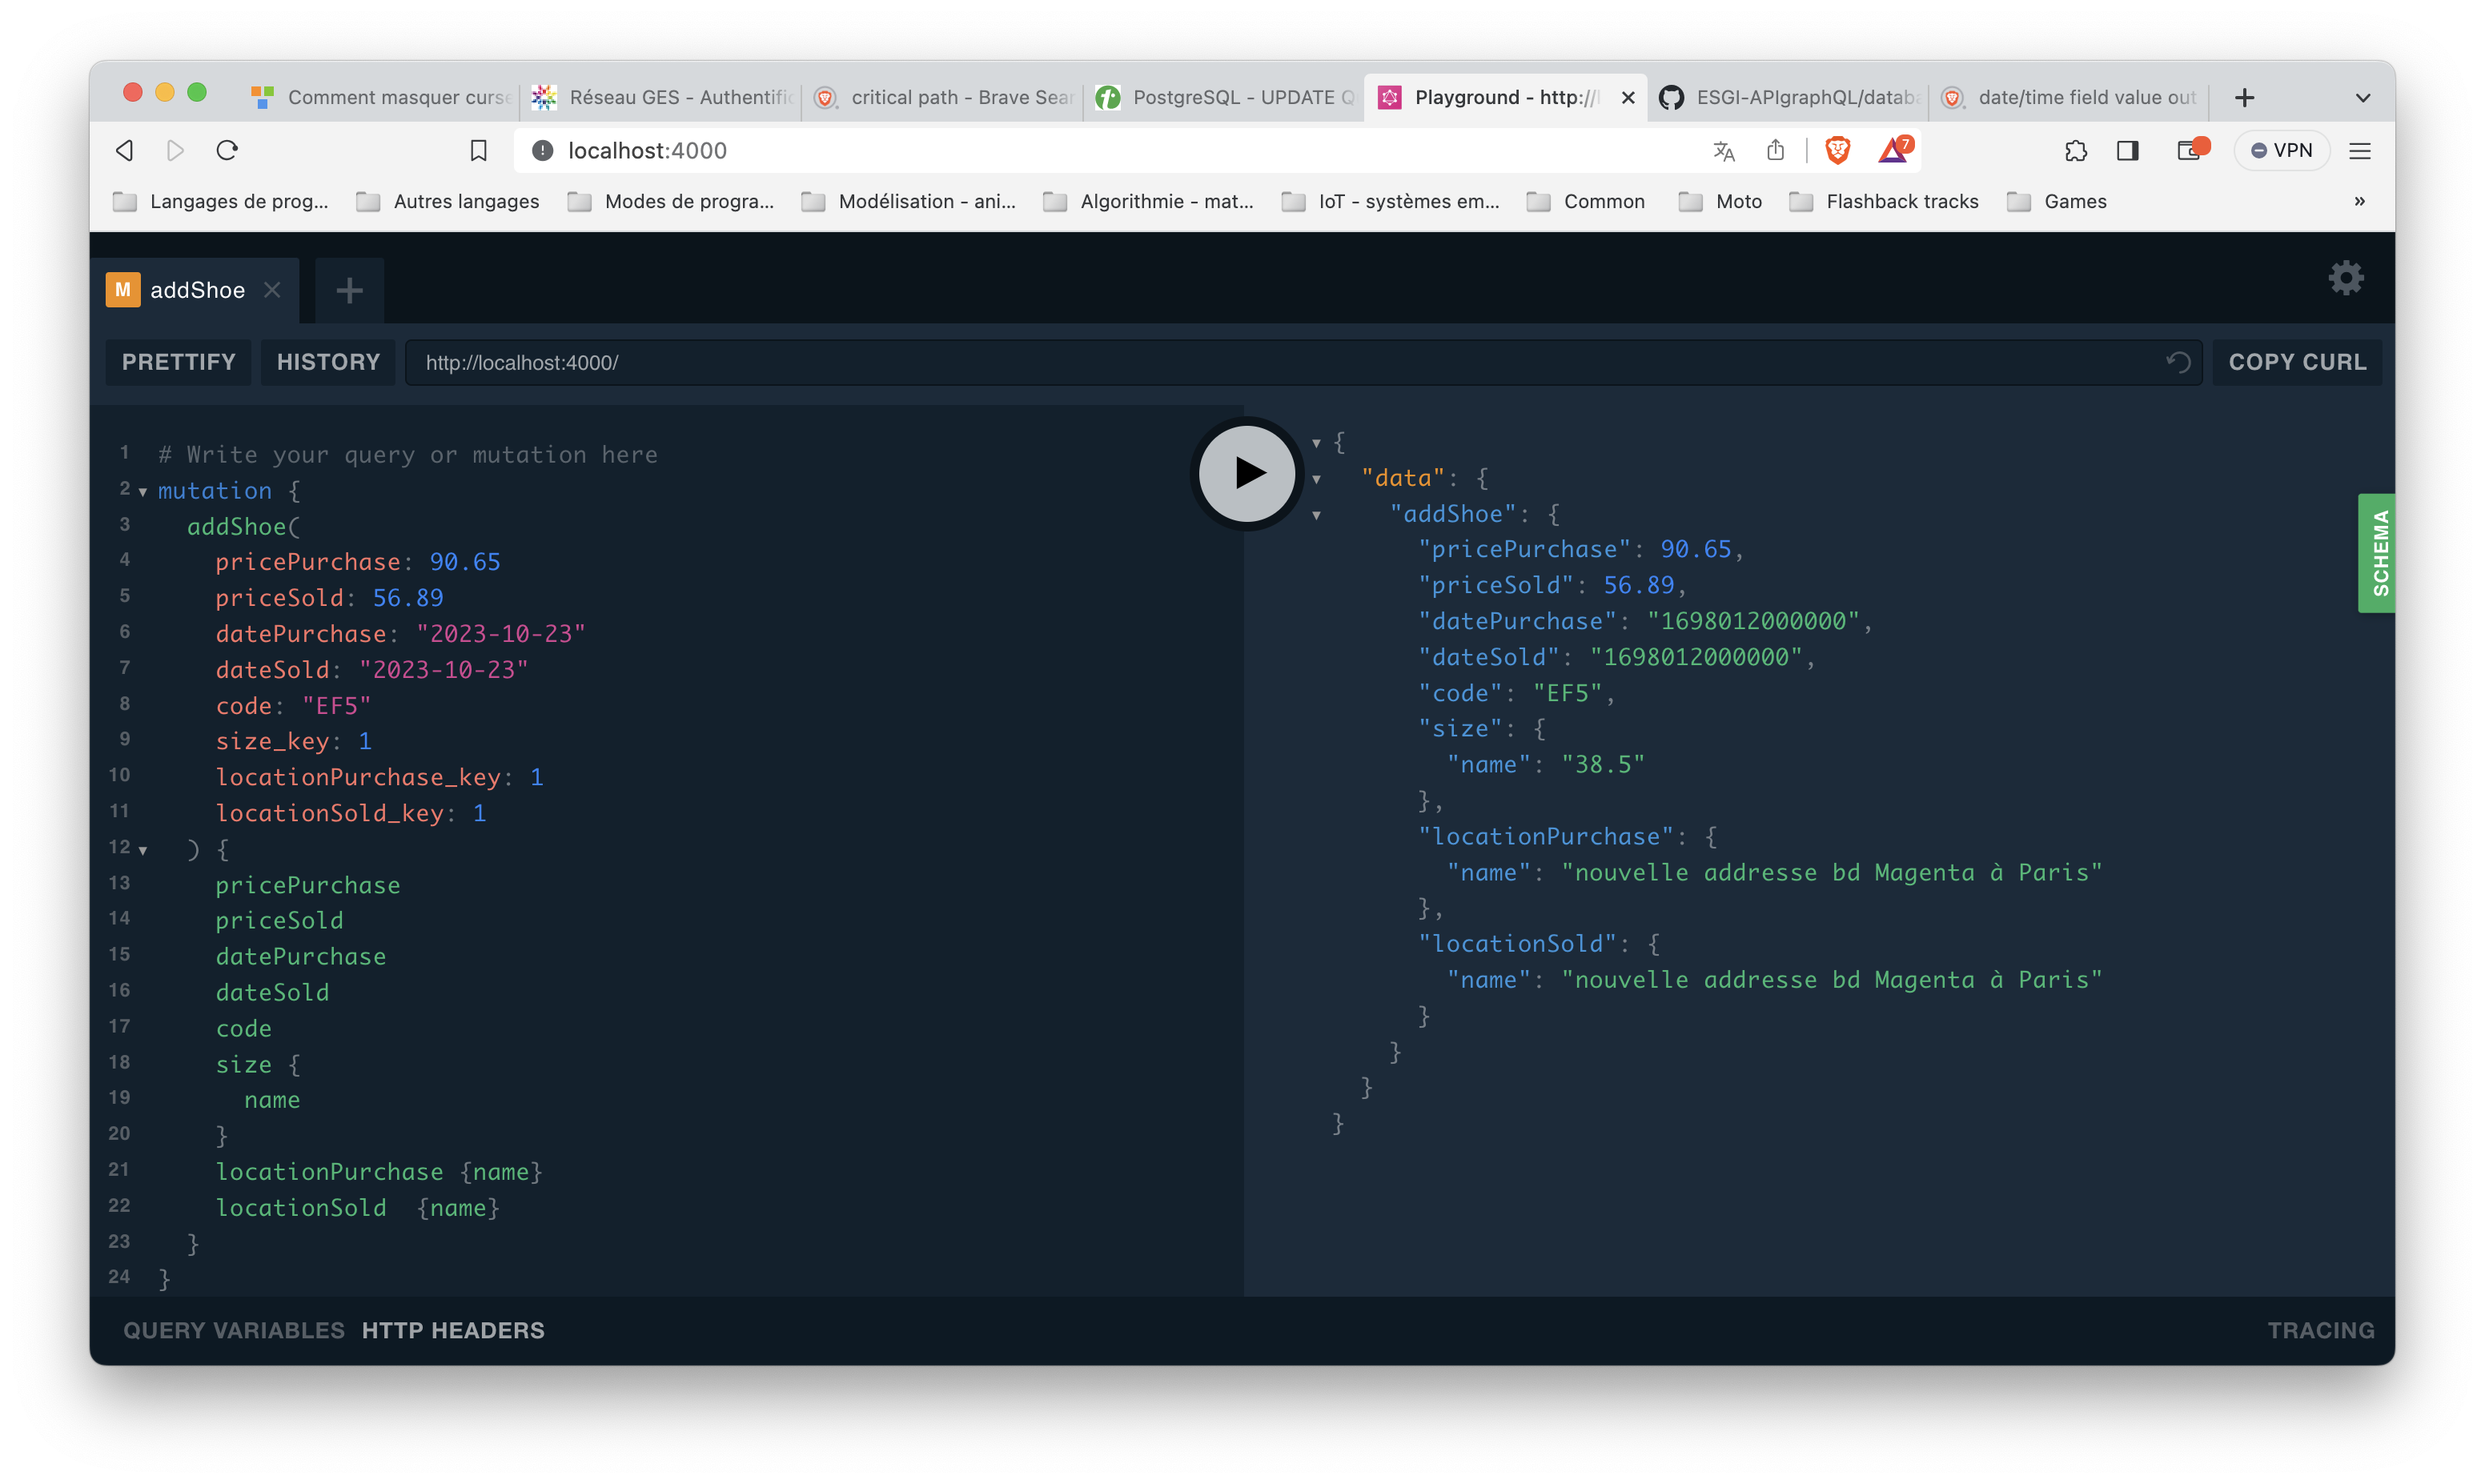 Comment masquer curse
Réseau GES - Authentific
critical path - Brave Sear
PostgreSQL - UPDATE Q
Playground - http://l
ESGI-APIgraphQL/databa
date/time field value out
localhost:4000
7
VPN
Langages de prog...
Autres langages
Modes de progra...
Modélisation - ani...
Algorithmie - mat...
IoT - systèmes em...
Common
Moto
Flashback tracks
Games
»
M addShoe
PRETTIFY
HISTORY
http://localhost:4000/
COPY CURL
1 # Write your query or mutation here
2 mutation {
3 addShoe(
4 pricePurchase: 90.65
5 priceSold: 56.89
6 datePurchase: "2023-10-23"
7 dateSold: "2023-10-23"
8 code: "EF5"
9 size_key: 1
10 locationPurchase_key: 1
11 locationSold_key: 1
12 ) {
13 pricePurchase
14 priceSold
15 datePurchase
16 dateSold
17 code
18 size {
19 name
20 }
21 locationPurchase {name}
22 locationSold  {name}
23 }
24 }
{
"data": {
"addShoe": {
"pricePurchase": 90.65,
"priceSold": 56.89,
"datePurchase": "1698012000000",
"dateSold": "1698012000000",
"code": "EF5",
"size": {
"name": "38.5"
},
"locationPurchase": {
"name": "nouvelle addresse bd Magenta à Paris"
},
"locationSold": {
"name": "nouvelle addresse bd Magenta à Paris"
}
}
}
}
SCHEMA
QUERY VARIABLES
HTTP HEADERS
TRACING